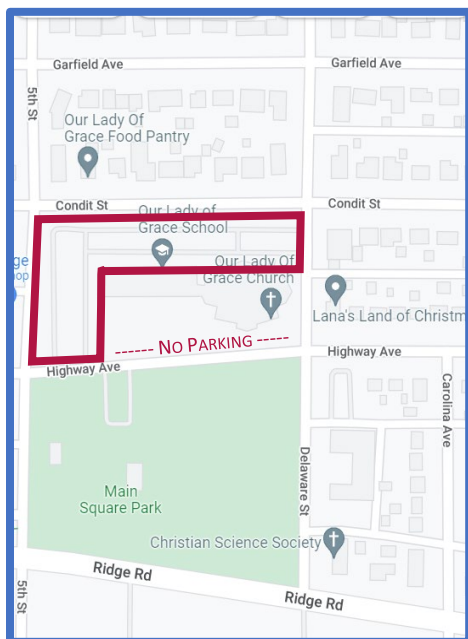 Garfield Ave
Garfield Ave
5th St
Our Lady Of
Grace Food Pantry
Condit St
Condit St
Our Lady of
Grace School
Our Lady Of
Grace Church
Lana's Land of Christm
------ NO PARKING -----
Highway Ave
Highway Ave
Carolina Ave
Main
Square Park
Delaware St
Christian Science Society
Ridge Rd
Ridge Rd
5th St